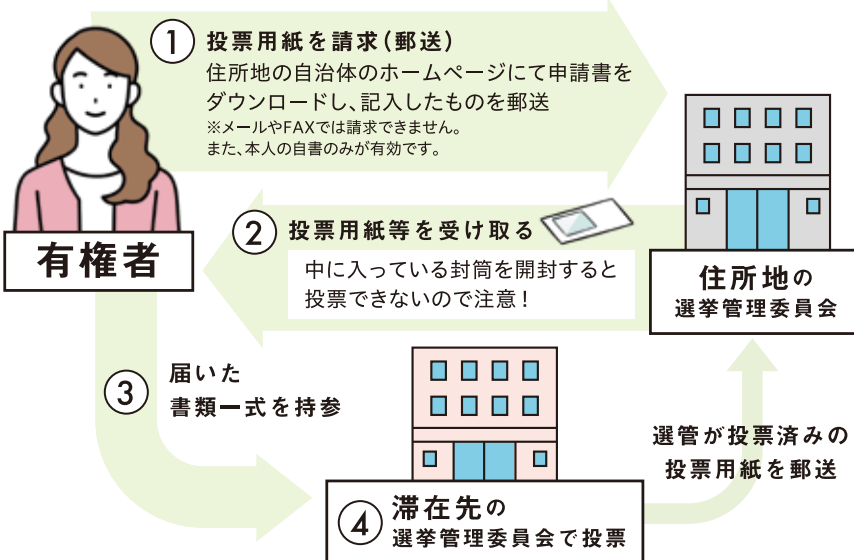 ① 投票用紙を請求(郵送)
住所地の自治体のホームページにて申請書を
ダウンロードし、記入したものを郵送
※メールやFAXでは請求できません。
また、本人の自書のみが有効です。
② 投票用紙等を受け取る
中に入っている封筒を開封すると
投票できないので注意!
有権者
住所地の
選挙管理委員会
③ 届いた
書類一式を持参
④ 滞在先の
選挙管理委員会で投票
選管が投票済みの
投票用紙を郵送